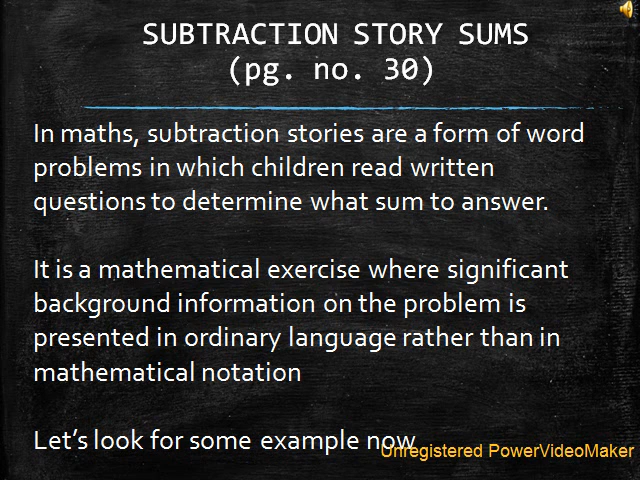 SUBTRACTION STORY SUMS
(pg. no. 30)
In maths, subtraction stories are a form of word
problems in which children read written
questions to determine what sum to answer.
It is a mathematical exercise where significant
background information on the problem is
presented in ordinary language rather than in
mathematical notation
Let’s look for some example now
Unregistered PowerVideoMaker